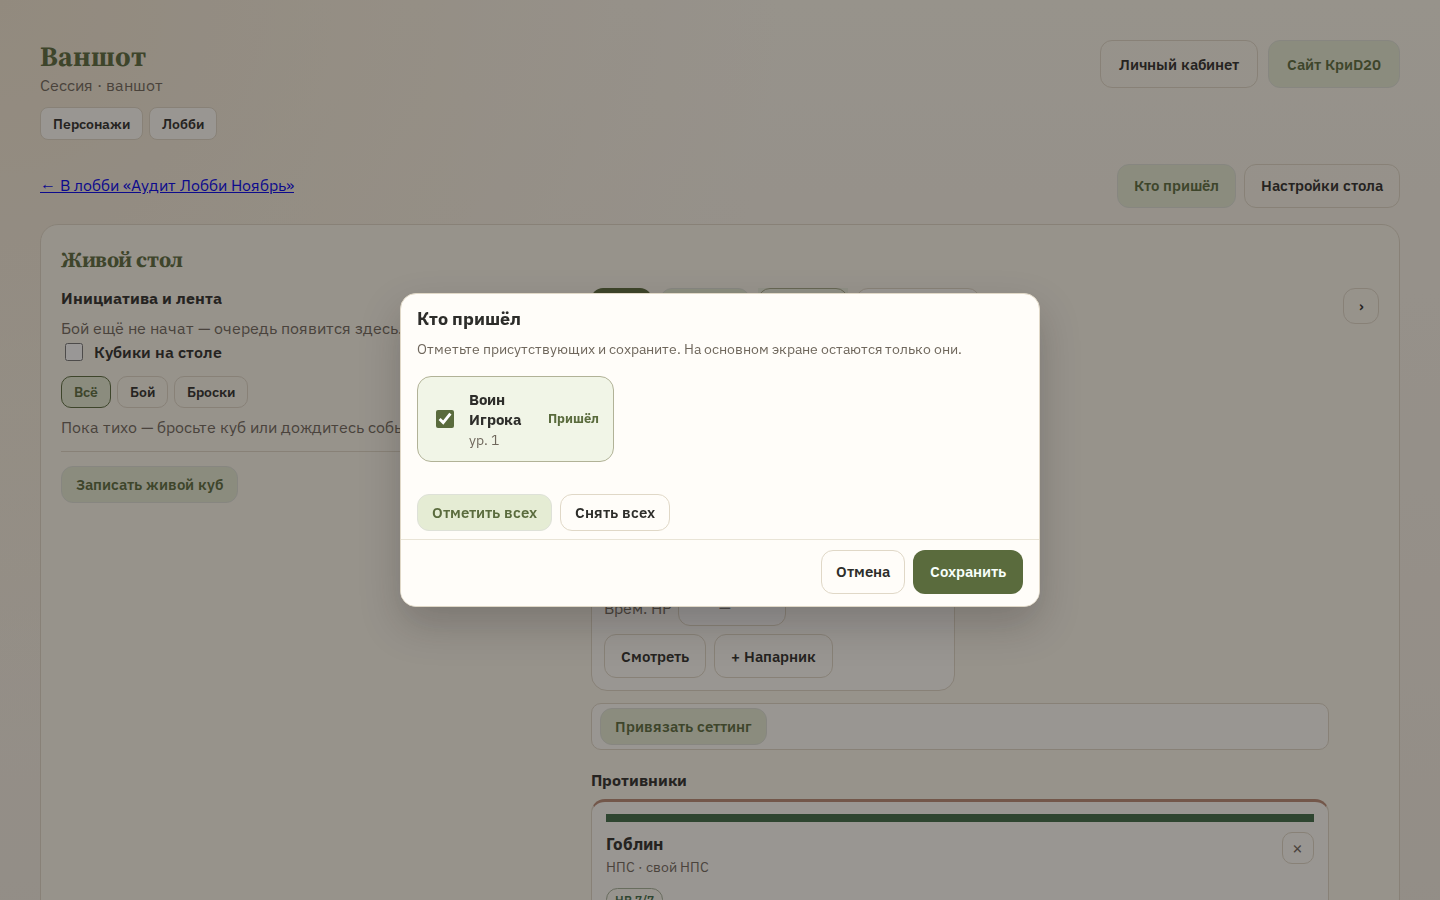 Ваншот
Сессия · ваншот
Персонажи
Лобби
Личный кабинет
Сайт КриD20
← В лобби «Аудит Лобби Ноябрь»
Кто пришёл
Настройки стола
Живой стол
Инициатива и лента
Бой ещё не начат — очередь появится здесь.
Кубики на столе
Всё
Бой
Броски
Пока тихо — бросьте куб или дождитесь
Записать живой куб
›
Кто пришёл
Отметьте присутствующих и сохраните. На основном экране остаются только они.
Воин
Игрока
ур. 1
Пришёл
Отметить всех
Снять всех
Отмена
Сохранить
Врем. HP
—
Смотреть
+ Напарник
Привязать сеттинг
Противники
Гоблин
×
НПС · свой НПС
HP 7/7